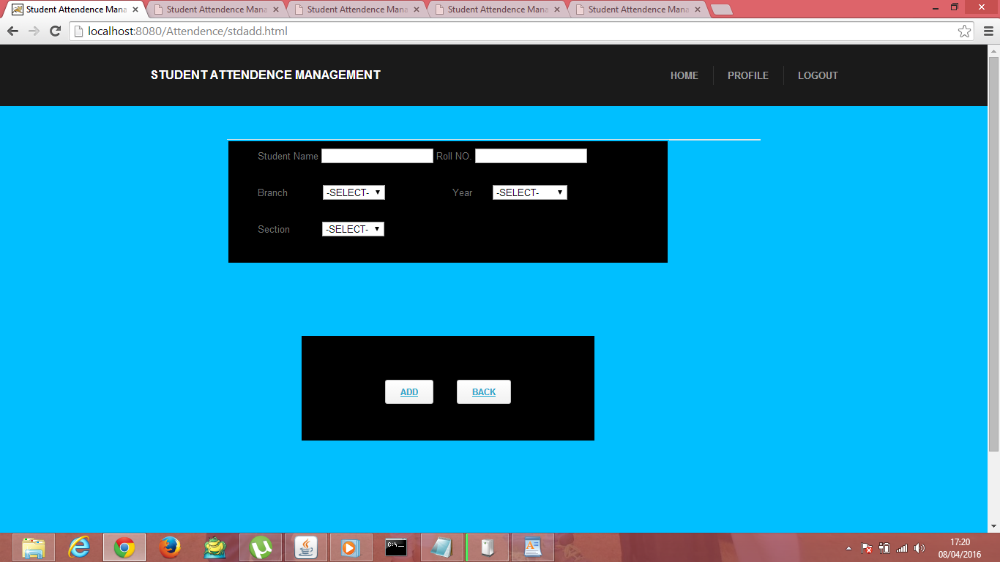 Student Attendence Mana
Student Attendence Mana
Student Attendence Mana
Student Attendence Mana
Student Attendence Mana
localhost:8080/Attendence/stdadd.html
STUDENT ATTENDENCE MANAGEMENT
HOME PROFILE LOGOUT
Student Name Roll NO.
Branch -SELECT- Year -SELECT-
Section -SELECT-
ADD BACK
C:\.
17:20
08/04/2016